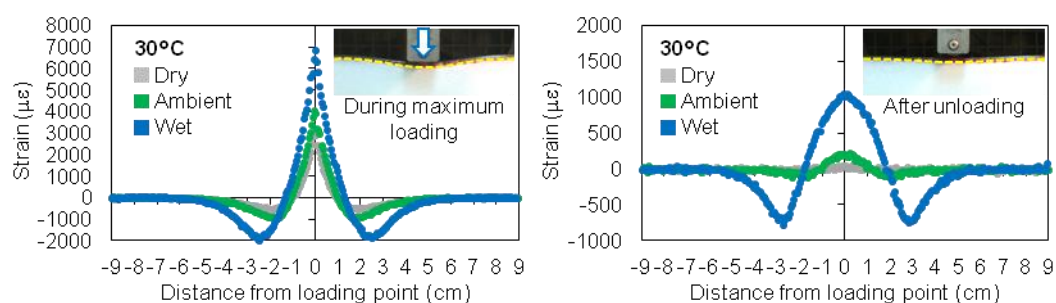 8000
7000
6000
5000
4000
3000
2000
1000
0
-1000
-2000
Strain (με)
30°C
Dry
Ambient
Wet
During maximum
loading
-9 -8 -7 -6 -5 -4 -3 -2 -1 0 1 2 3 4 5 6 7 8 9
Distance from loading point (cm)
2000
1500
1000
500
0
-500
-1000
Strain (με)
30°C
Dry
Ambient
Wet
After unloading
-9 -8 -7 -6 -5 -4 -3 -2 -1 0 1 2 3 4 5 6 7 8 9
Distance from loading point (cm)